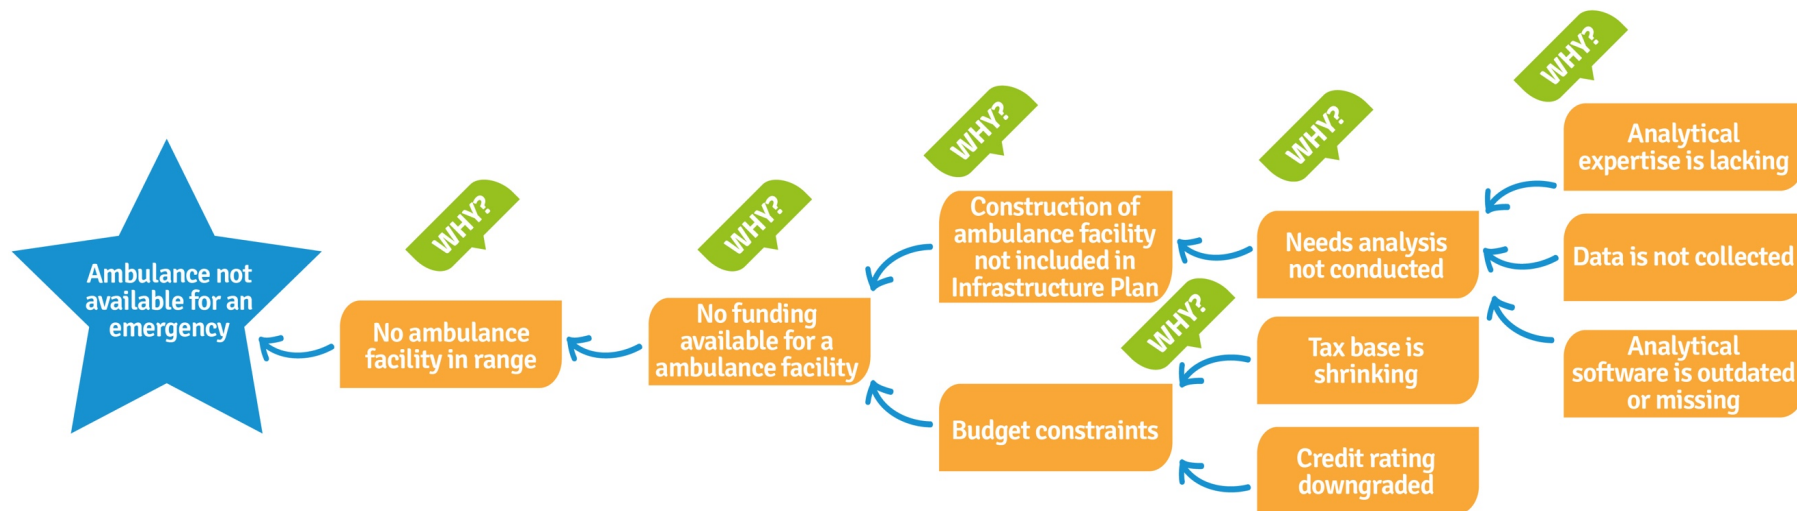 Ambulance not
available for an
emergency
WHY?
No ambulance
facility in range
WHY?
No funding
available for a
ambulance facility
WHY?
Construction of
ambulance facility
not included in
Infrastructure Plan
WHY?
Budget constraints
WHY?
Needs analysis
not conducted
Tax base is
shrinking
Credit rating
downgraded
WHY?
Analytical
expertise is lacking
Data is not collected
Analytical
software is outdated
or missing